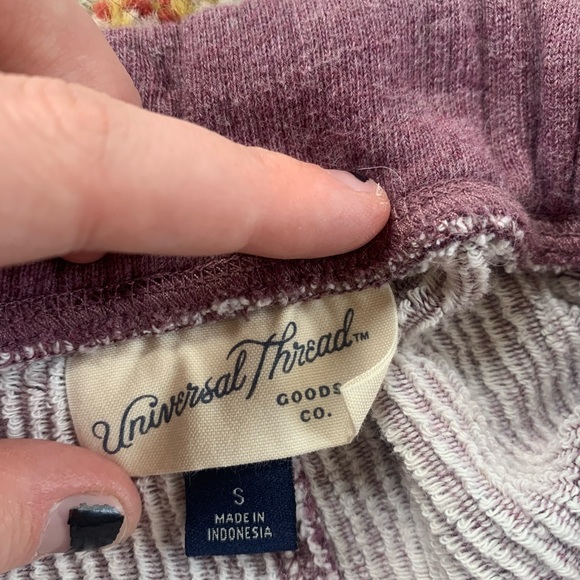 Universal Thread™
GOODS
CO.
S
MADE IN
INDONESIA